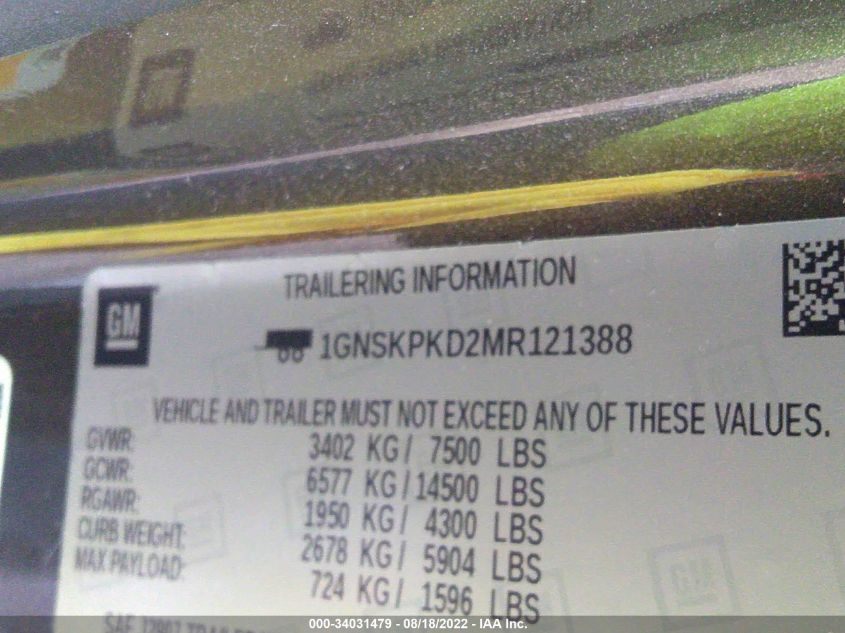 TRAILERING INFORMATION
GM
1GNSKPKD2MR121388
VEHICLE AND TRAILER MUST NOT EXCEED ANY OF THESE VALUES.
GVWR: 3402 KG/ 7500 LBS
GCWR: 6577 KG/14500 LBS
RGAWR: 1950 KG/ 4300 LBS
CURB WEIGHT: 2678 KG/ 5904 LBS
MAX PAYLOAD: 724 KG/ 1596 LBS
000-34031479 - 08/18/2022 - IAA Inc.